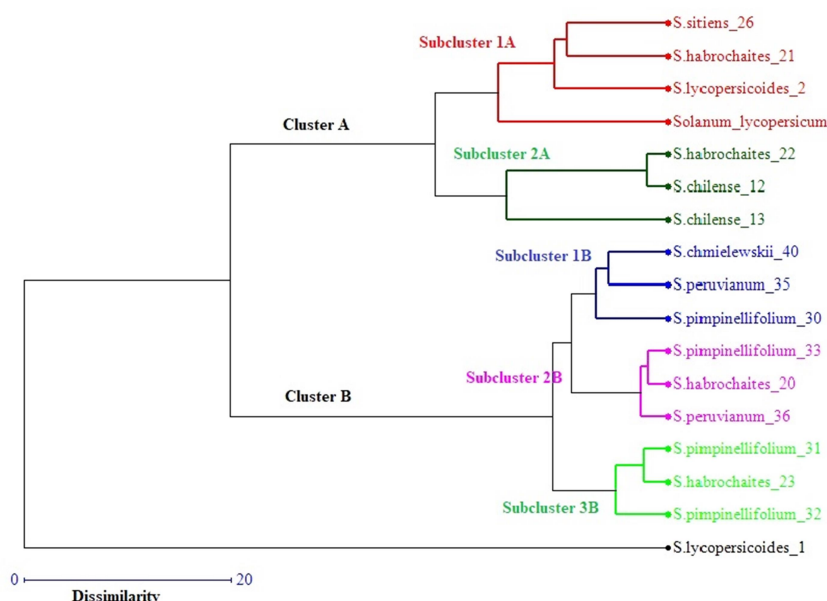 S.sitiens_26
Subcluster 1A
S.habrochaites_21
S.lycopersicoides_2
Solanum_lycopersicum
Cluster A
Subcluster 2A
S.habrochaites_22
S.chilense_12
S.chilense_13
S.chmielewskii_40
Subcluster 1B
S.peruvianum_35
S.pimpinellifolium_30
S.pimpinellifolium_33
Subcluster 2B
S.habrochaites_20
Cluster B
S.peruvianum_36
S.pimpinellifolium_31
S.habrochaites_23
Subcluster 3B
S.pimpinellifolium_32
S.lycopersicoides_1
0 20
Dissimilarity